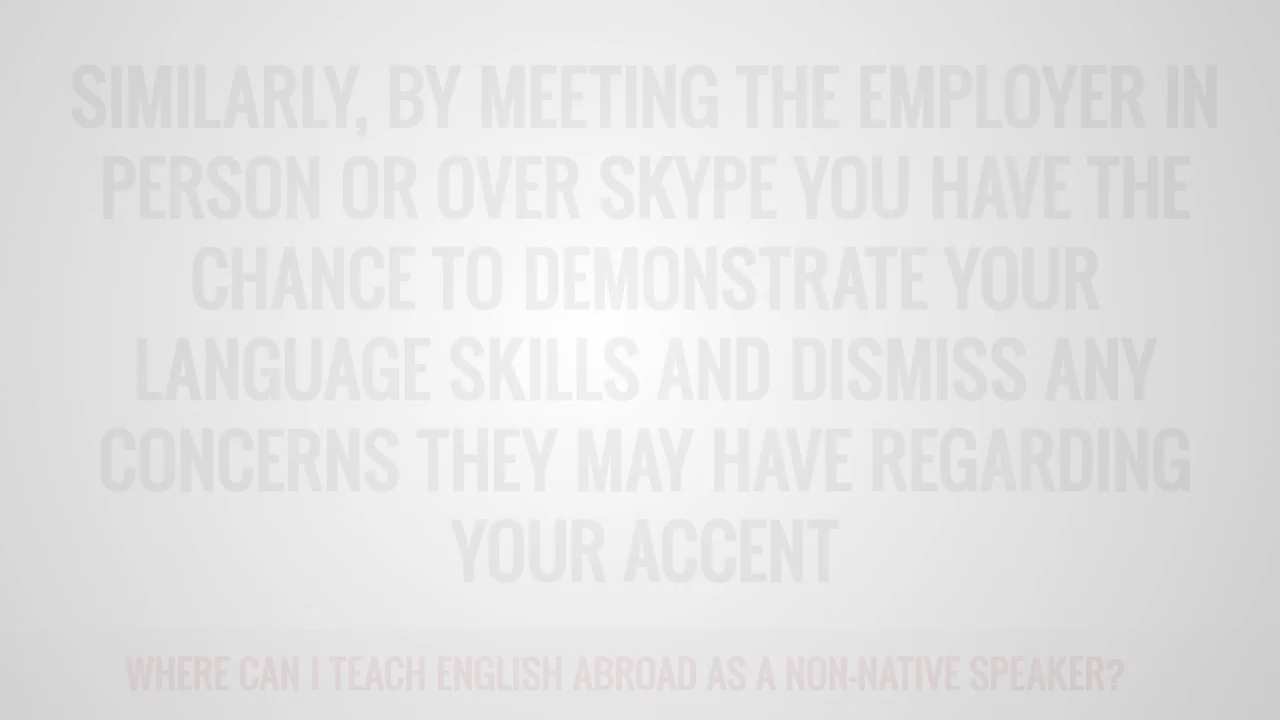 SIMILARLY, BY MEETING THE EMPLOYER IN
PERSON OR OVER SKYPE YOU HAVE THE
CHANCE TO DEMONSTRATE YOUR
LANGUAGE SKILLS AND DISMISS ANY
CONCERNS THEY MAY HAVE REGARDING
YOUR ACCENT
WHERE CAN I TEACH ENGLISH ABROAD AS A NON-NATIVE SPEAKER?